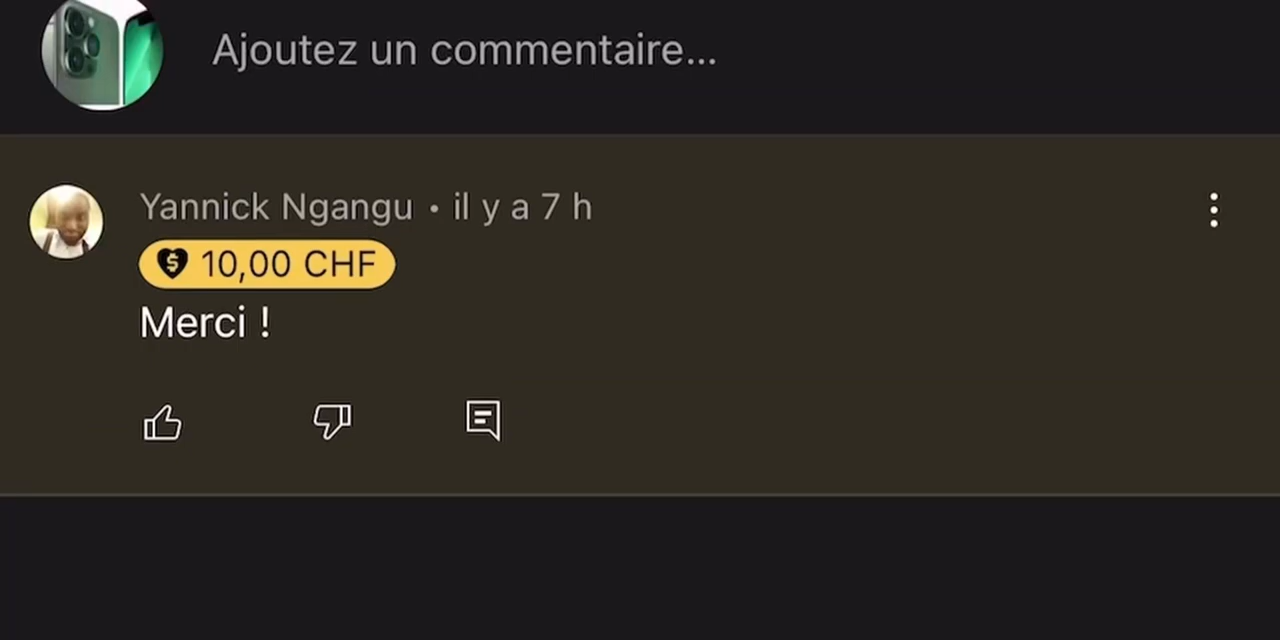 Ajoutez un commentaire...
Yannick Ngangu • il y a 7 h
$ 10,00 CHF
Merci !